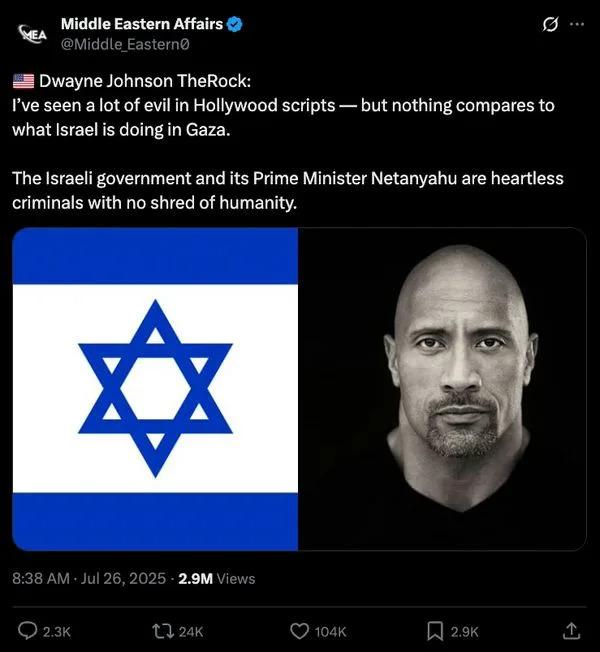 MEA
Middle Eastern Affairs
@Middle_Eastern0
🇺🇸 Dwayne Johnson TheRock:
I've seen a lot of evil in Hollywood scripts — but nothing compares to
what Israel is doing in Gaza.
The Israeli government and its Prime Minister Netanyahu are heartless
criminals with no shred of humanity.
8:38 AM · Jul 26, 2025 · 2.9M Views
2.3K 24K 104K 2.9K